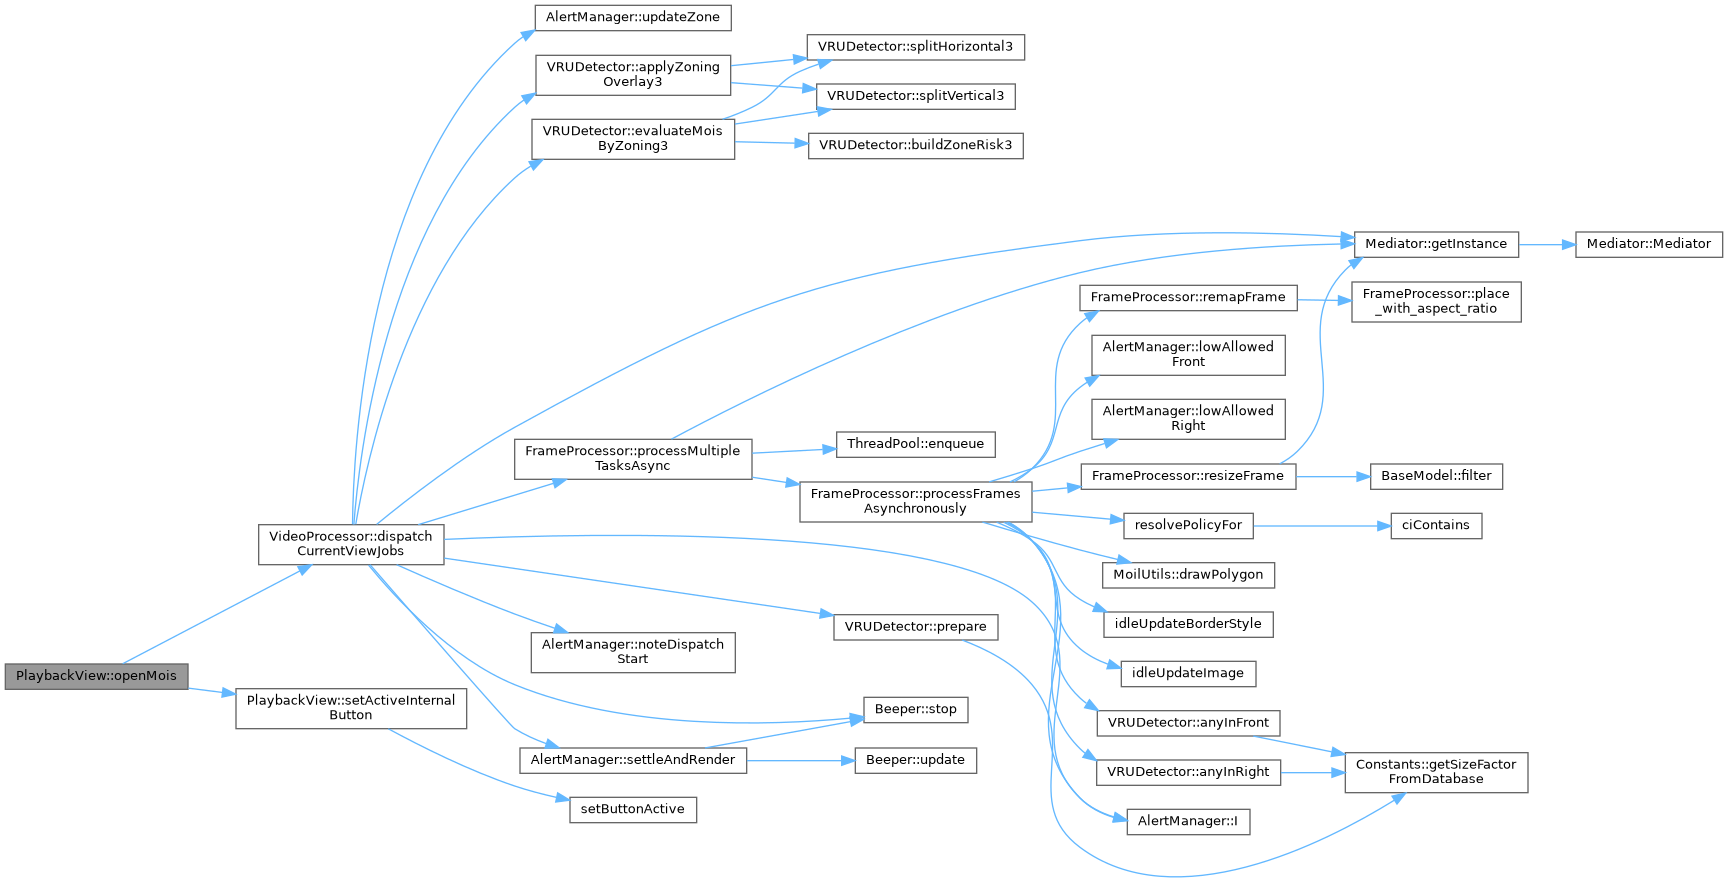 AlertManager::updateZone
VRUDetector::splitHorizontal3
VRUDetector::applyZoning
Overlay3
VRUDetector::splitVertical3
VRUDetector::evaluateMois
ByZoning3
VRUDetector::buildZoneRisk3
Mediator::getInstance
Mediator::Mediator
FrameProcessor::remapFrame
FrameProcessor::place
_with_aspect_ratio
AlertManager::lowAllowed
Front
AlertManager::lowAllowed
Right
FrameProcessor::processMultiple
TasksAsync
ThreadPool::enqueue
FrameProcessor::resizeFrame
BaseModel::filter
FrameProcessor::processFrames
Asynchronously
resolvePolicyFor
ciContains
VideoProcessor::dispatch
CurrentViewJobs
MoilUtils::drawPolygon
VRUDetector::prepare
idleUpdateBorderStyle
AlertManager::noteDispatch
Start
idleUpdateImage
PlaybackView::openMois
PlaybackView::setActiveInternal
Button
Beeper::stop
VRUDetector::anyInFront
AlertManager::settleAndRender
Beeper::update
VRUDetector::anyInRight
Constants::getSizeFactor
FromDatabase
setButtonActive
AlertManager::I